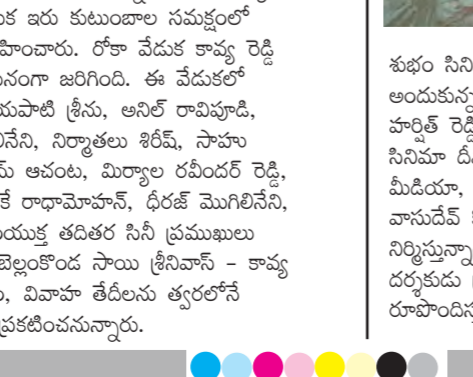 ఇరు కుటుంబాల సమక్షంలో
రోకా వేడుక కావ్య రెడ్డి
జరిగింది. ఈ వేడుకలో
శ్రీను, అనిల్ రావిపూడి,
నిర్మాతలు శిరీష్, సాహు
ఆచంట, మిర్యాల రవీందర్ రెడ్డి,
కే రాధామోహన్, ధీరజ్ మొగిలినేని,
తదితర సినీ ప్రముఖులు
బెల్లంకొండ సాయి శ్రీనివాస్ – కావ్య
వివాహ తేదీలను త్వరలోనే
ప్రకటించనున్నారు.
శుభం సిని
అందుకున్న
హర్షిత్ రెడ్డి
సినిమా
మీడియా,
వాసుదేవ్
నిర్మిస్తున్నా
దర్శకుడు
రూపొందిస్త